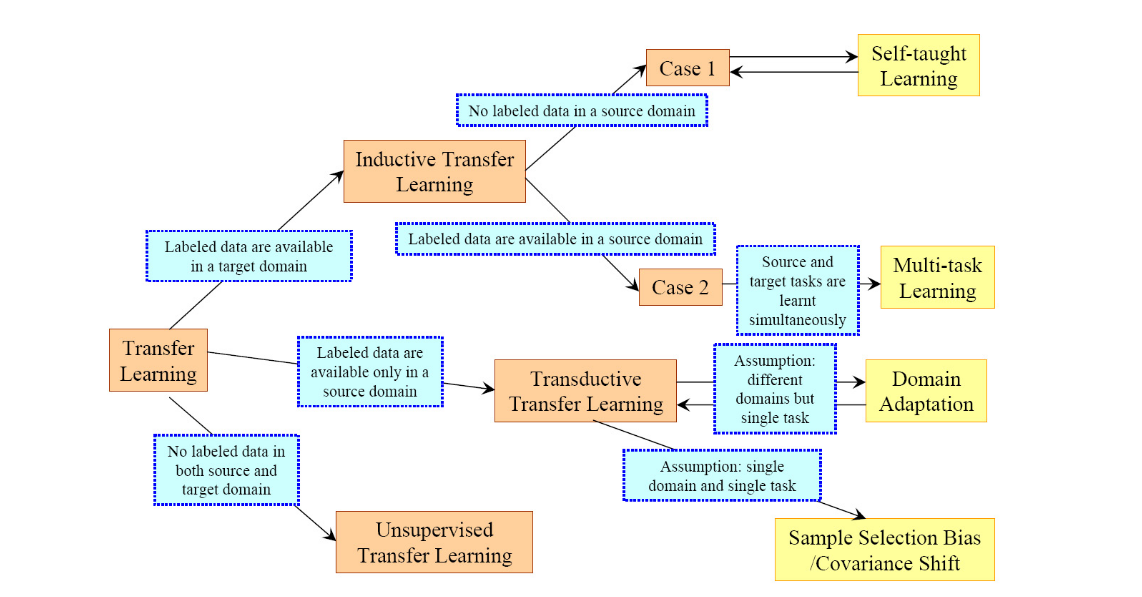 Self-taught
Learning
Case 1
No labeled data in a source domain
Inductive Transfer
Learning
Labeled data are available in a source domain
Labeled data are available
in a target domain
Case 2
Source and
target tasks are
learnt
simultaneously
Multi-task
Learning
Transfer
Learning
Labeled data are
available only in a
source domain
Transductive
Transfer Learning
Assumption:
different
domains but
single task
Domain
Adaptation
No labeled data in
both source and
target domain
Assumption: single
domain and single task
Unsupervised
Transfer Learning
Sample Selection Bias
/Covariance Shift